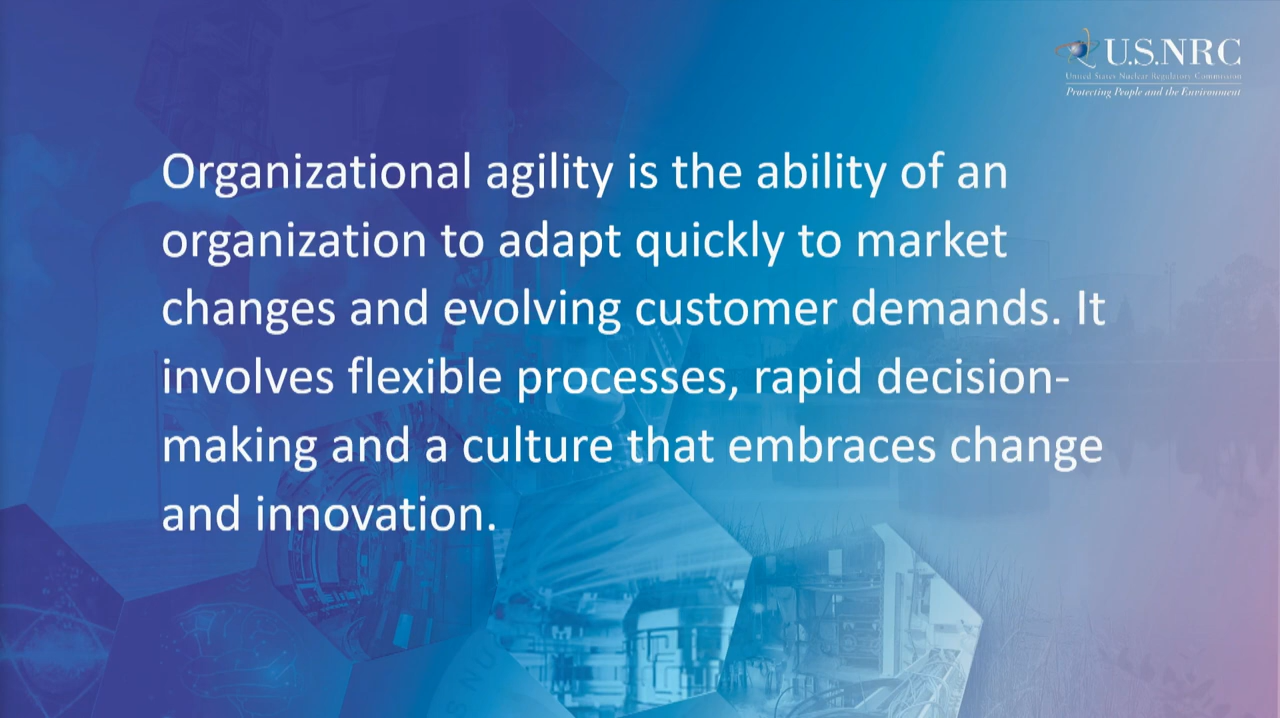 U.S.NRC
United States Nuclear Regulatory Commission
Protecting People and the Environment
Organizational agility is the ability of an
organization to adapt quickly to market
changes and evolving customer demands. It
involves flexible processes, rapid decision-
making and a culture that embraces change
and innovation.